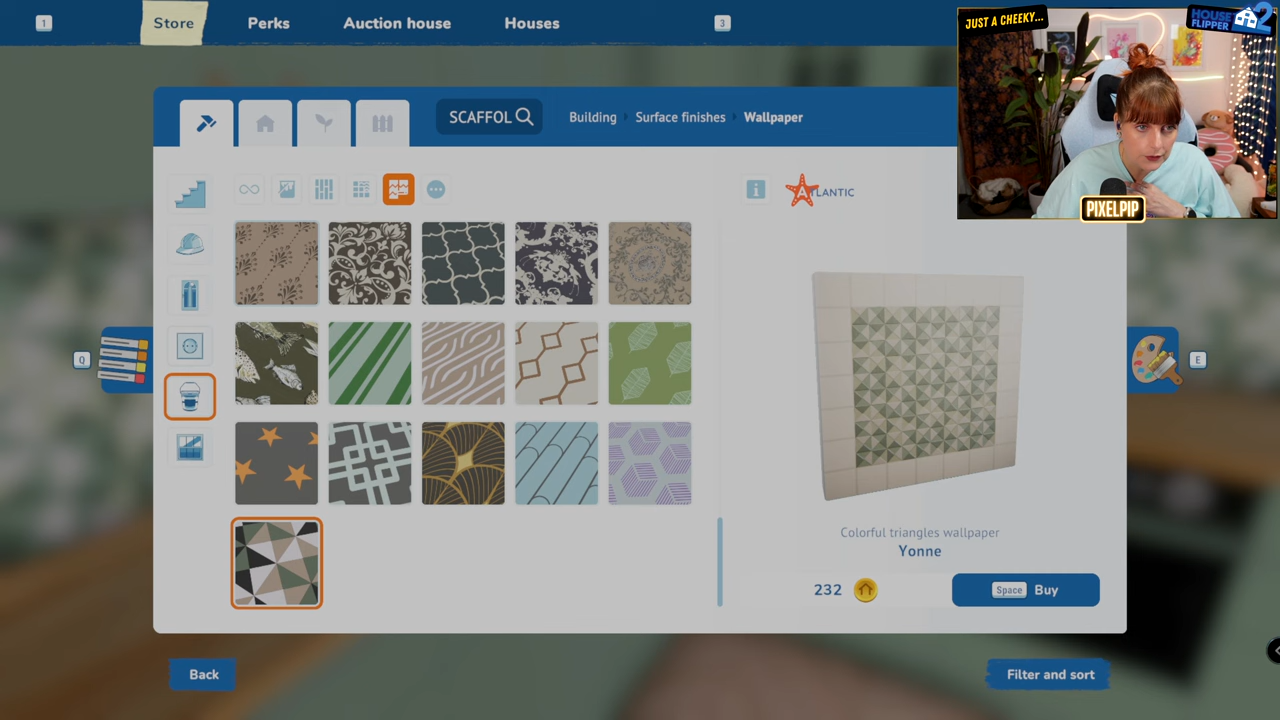 1
Store
Perks
Auction house
Houses
3
JUST A CHEEKY...
HOUSE
FLIPPER 2
SCAFFOL
Building
Surface finishes
Wallpaper
i
ATLANTIC
PIXELPIP
Q
E
Colorful triangles wallpaper
Yonne
232
Space
Buy
Back
Filter and sort